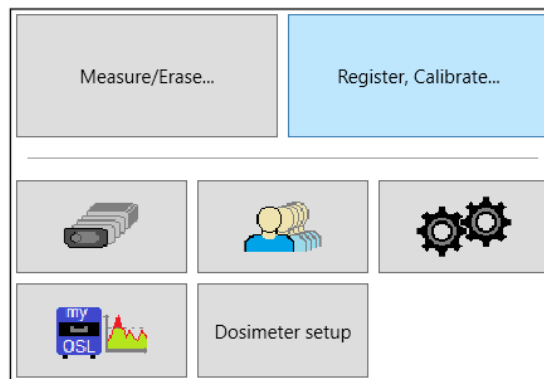 Measure/Erase...
Register, Calibrate...
my
OSL
Dosimeter setup